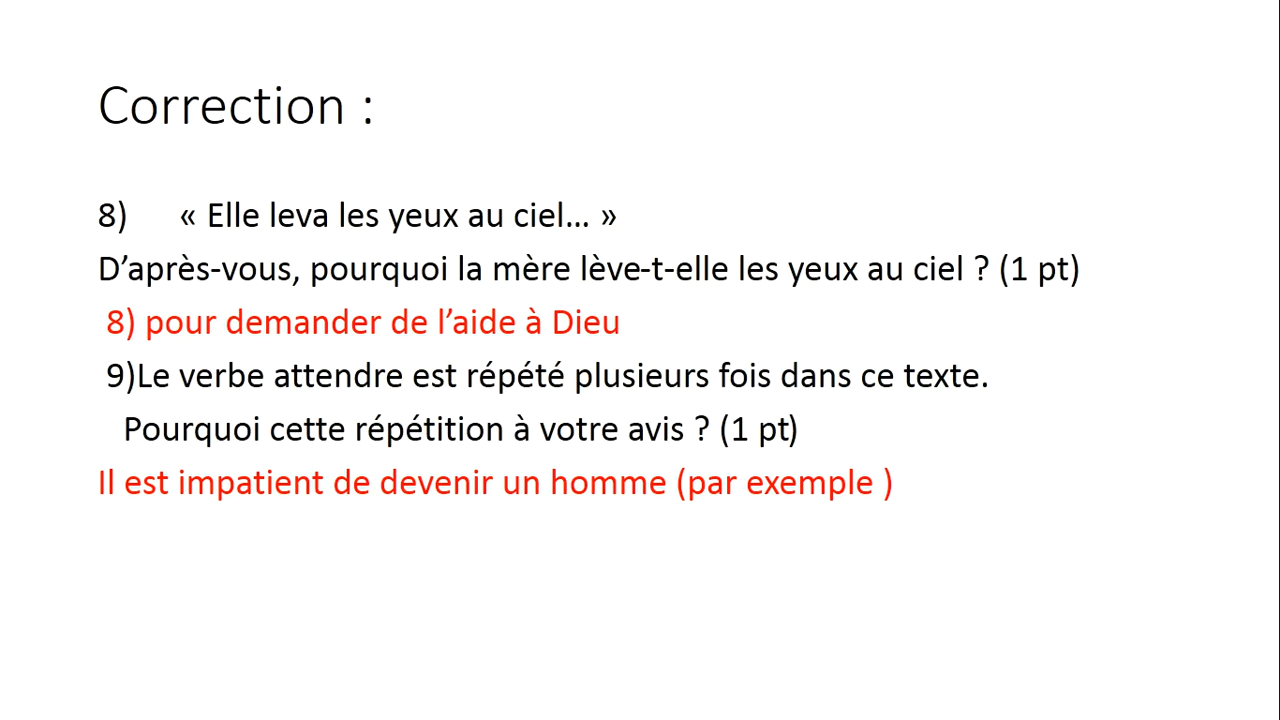 Correction :
8) « Elle leva les yeux au ciel... »
D’après-vous, pourquoi la mère lève-t-elle les yeux au ciel ? (1 pt)
8) pour demander de l’aide à Dieu
9)Le verbe attendre est répété plusieurs fois dans ce texte.
Pourquoi cette répétition à votre avis ? (1 pt)
Il est impatient de devenir un homme (par exemple )